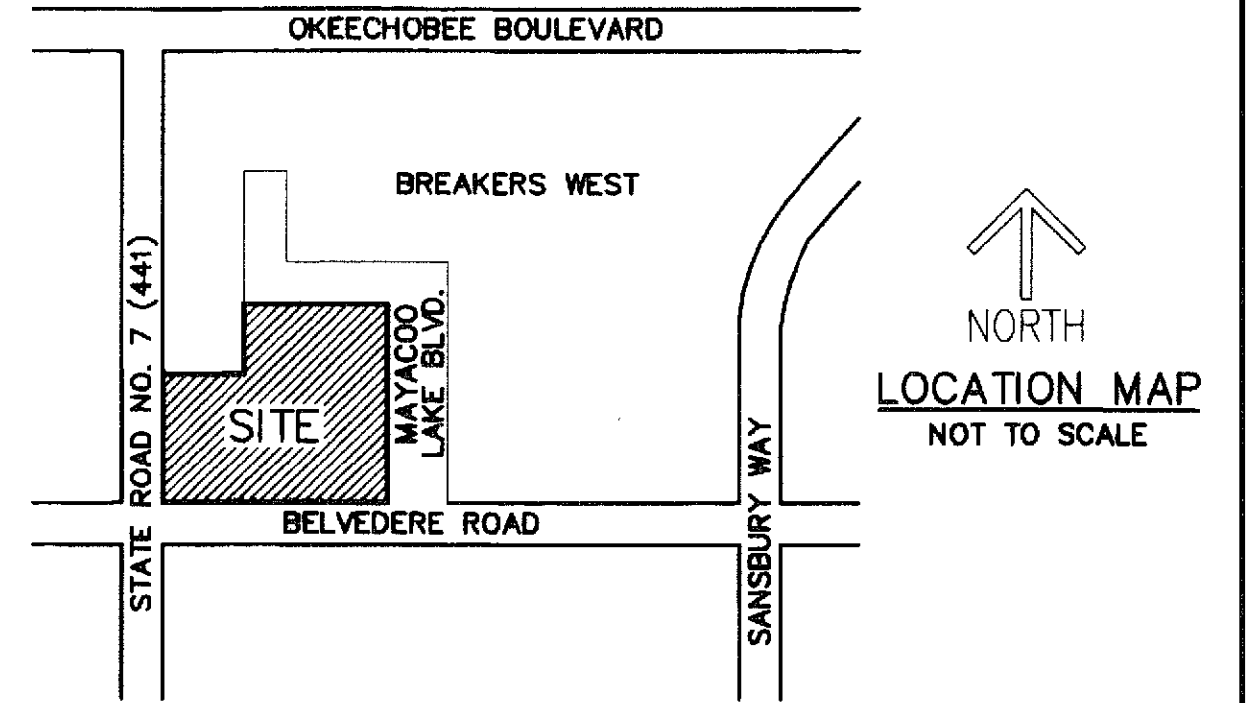 OKEECHOBEE BOULEVARD
BREAKERS WEST
STATE ROAD NO. 7 (441)
MAYACOO
LAKE BLVD.
SITE
BELVEDERE ROAD
SANSBURY WAY
NORTH
LOCATION MAP
NOT TO SCALE